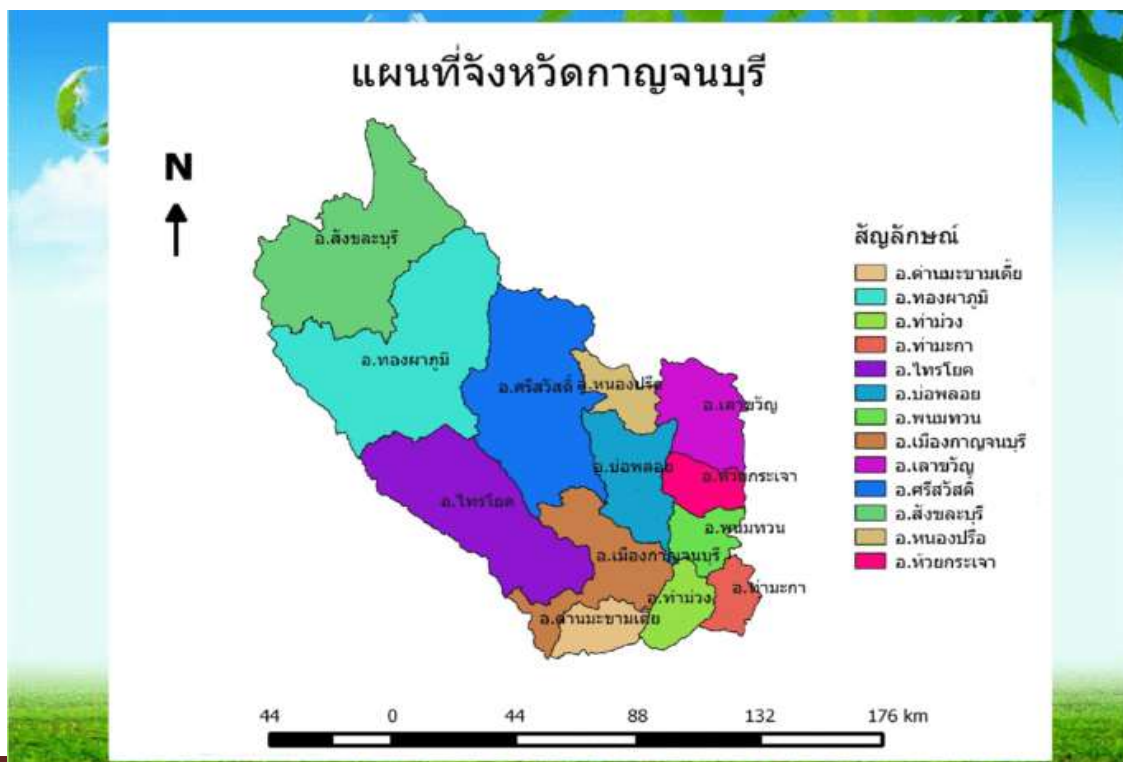 แผนที่จังหวัดกาญจนบุรี
N
อ.สังขละบุรี
อ.ทองผาภูมิ
อ.ศรีสวัสดิ์
อ.หนองปรือ
อ.เลาขวัญ
อ.บ่อพลอย
อ.ห้วยกระเจา
อ.ไทรโยค
อ.พนมทวน
อ.เมืองกาญจนบุรี
อ.ท่ามะกา
อ.ท่าม่วง
อ.ด่านมะขามเตี้ย
สัญลักษณ์
อ.ด่านมะขามเตี้ย
อ.ทองผาภูมิ
อ.ท่าม่วง
อ.ท่ามะกา
อ.ไทรโยค
อ.บ่อพลอย
อ.พนมทวน
อ.เมืองกาญจนบุรี
อ.เลาขวัญ
อ.ศรีสวัสดิ์
อ.สังขละบุรี
อ.หนองปรือ
อ.ห้วยกระเจา
44 0 44 88 132 176 km